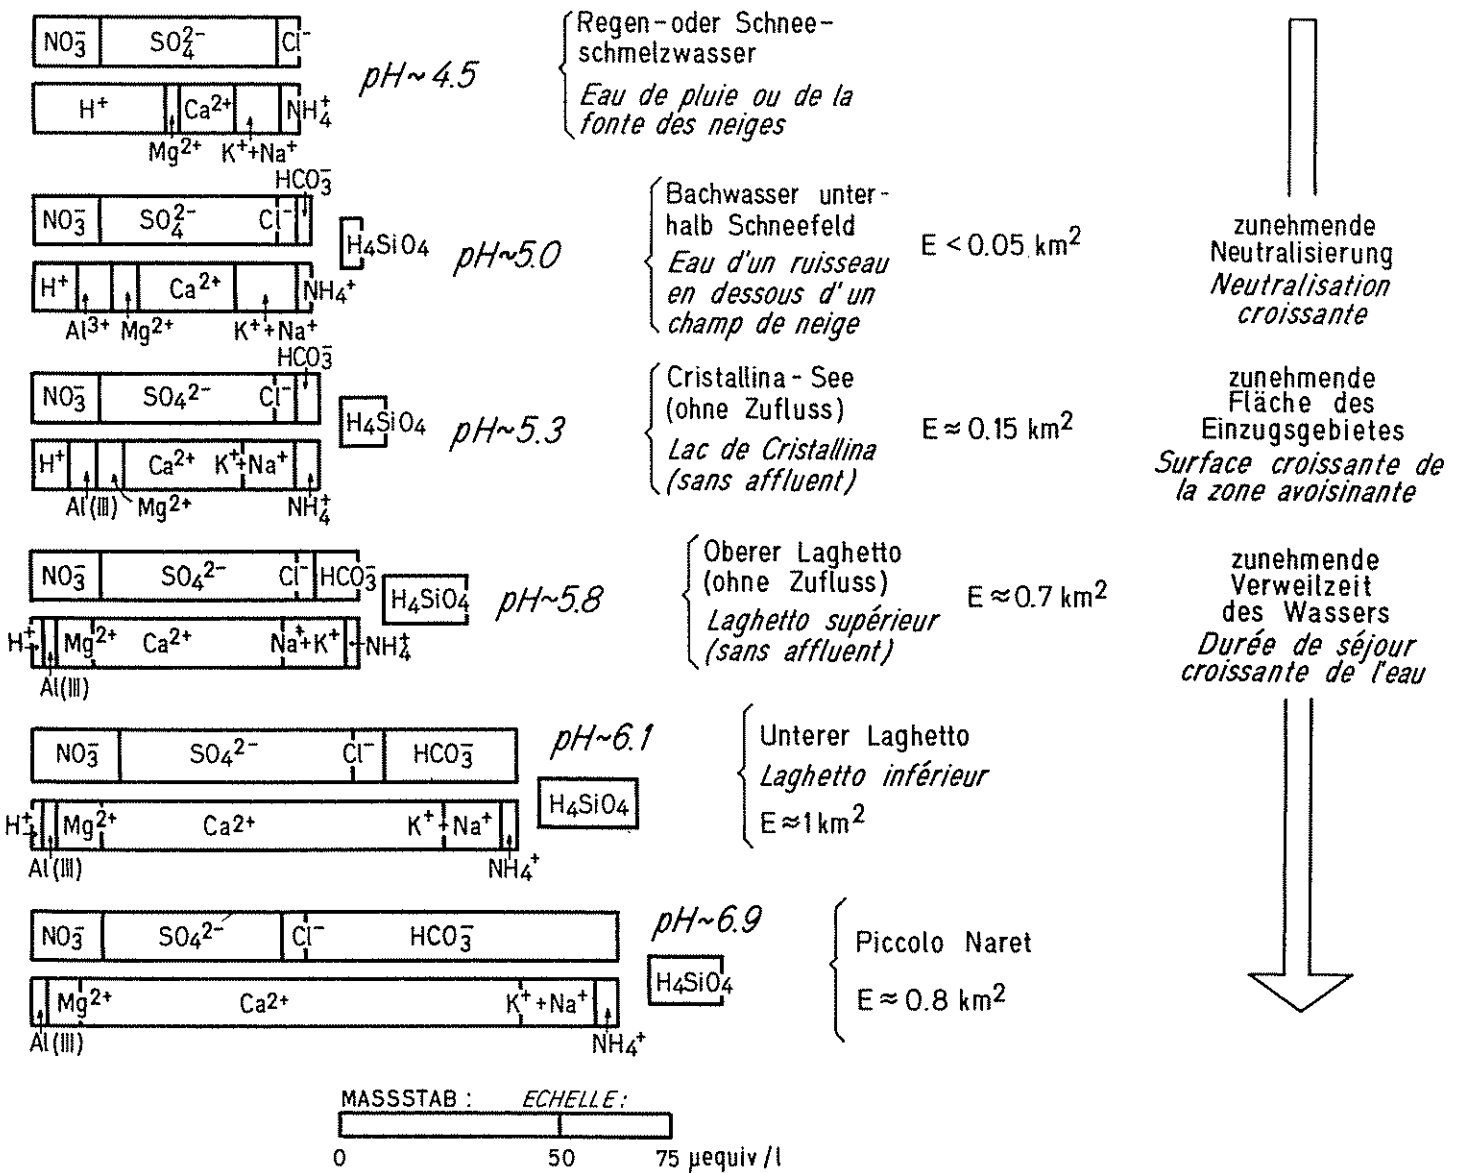 NO₃⁻ SO₄²⁻ Cl⁻
H⁺ Ca²⁺ NH₄⁺
Mg²⁺ K⁺+Na⁺
pH~4.5
Regen-oder Schnee-
schmelzwasser
Eau de pluie ou de la
fonte des neiges
HCO₃⁻
NO₃⁻ SO₄²⁻ Cl⁻
H⁺ Ca²⁺ NH₄⁺
Al³⁺ Mg²⁺ K⁺+Na⁺
H₄SiO₄
pH~5.0
Bachwasser unter-
halb Schneefeld
Eau d'un ruisseau
en dessous d'un
champ de neige
E < 0.05 km²
HCO₃⁻
NO₃⁻ SO₄²⁻ Cl⁻
H⁺ Ca²⁺ K⁺+Na⁺
Al(III) Mg²⁺ NH₄⁺
H₄SiO₄
pH~5.3
Cristallina-See
(ohne Zufluss)
Lac de Cristallina
(sans affluent)
E ≈ 0.15 km²
NO₃⁻ SO₄²⁻ Cl⁻ HCO₃⁻
H⁺ Mg²⁺ Ca²⁺ Na⁺+K⁺ NH₄⁺
Al(III)
H₄SiO₄
pH~5.8
Oberer Laghetto
(ohne Zufluss)
Laghetto supérieur
(sans affluent)
E ≈ 0.7 km²
NO₃⁻ SO₄²⁻ Cl⁻ HCO₃⁻
H⁺ Mg²⁺ Ca²⁺ K⁺+Na⁺
Al(III) NH₄⁺
pH~6.1
H₄SiO₄
Unterer Laghetto
Laghetto inférieur
E ≈ 1 km²
NO₃⁻ SO₄²⁻ Cl⁻ HCO₃⁻
Mg²⁺ Ca²⁺ K⁺+Na⁺
Al(III) NH₄⁺
pH~6.9
H₄SiO₄
Piccolo Naret
E ≈ 0.8 km²
zunehmende
Neutralisierung
Neutralisation
croissante
zunehmende
Fläche des
Einzugsgebietes
Surface croissante de
la zone avoisinante
zunehmende
Verweilzeit
des Wassers
Durée de séjour
croissante de l'eau
MASSSTAB : ECHELLE :
0 50 75 µequiv/l